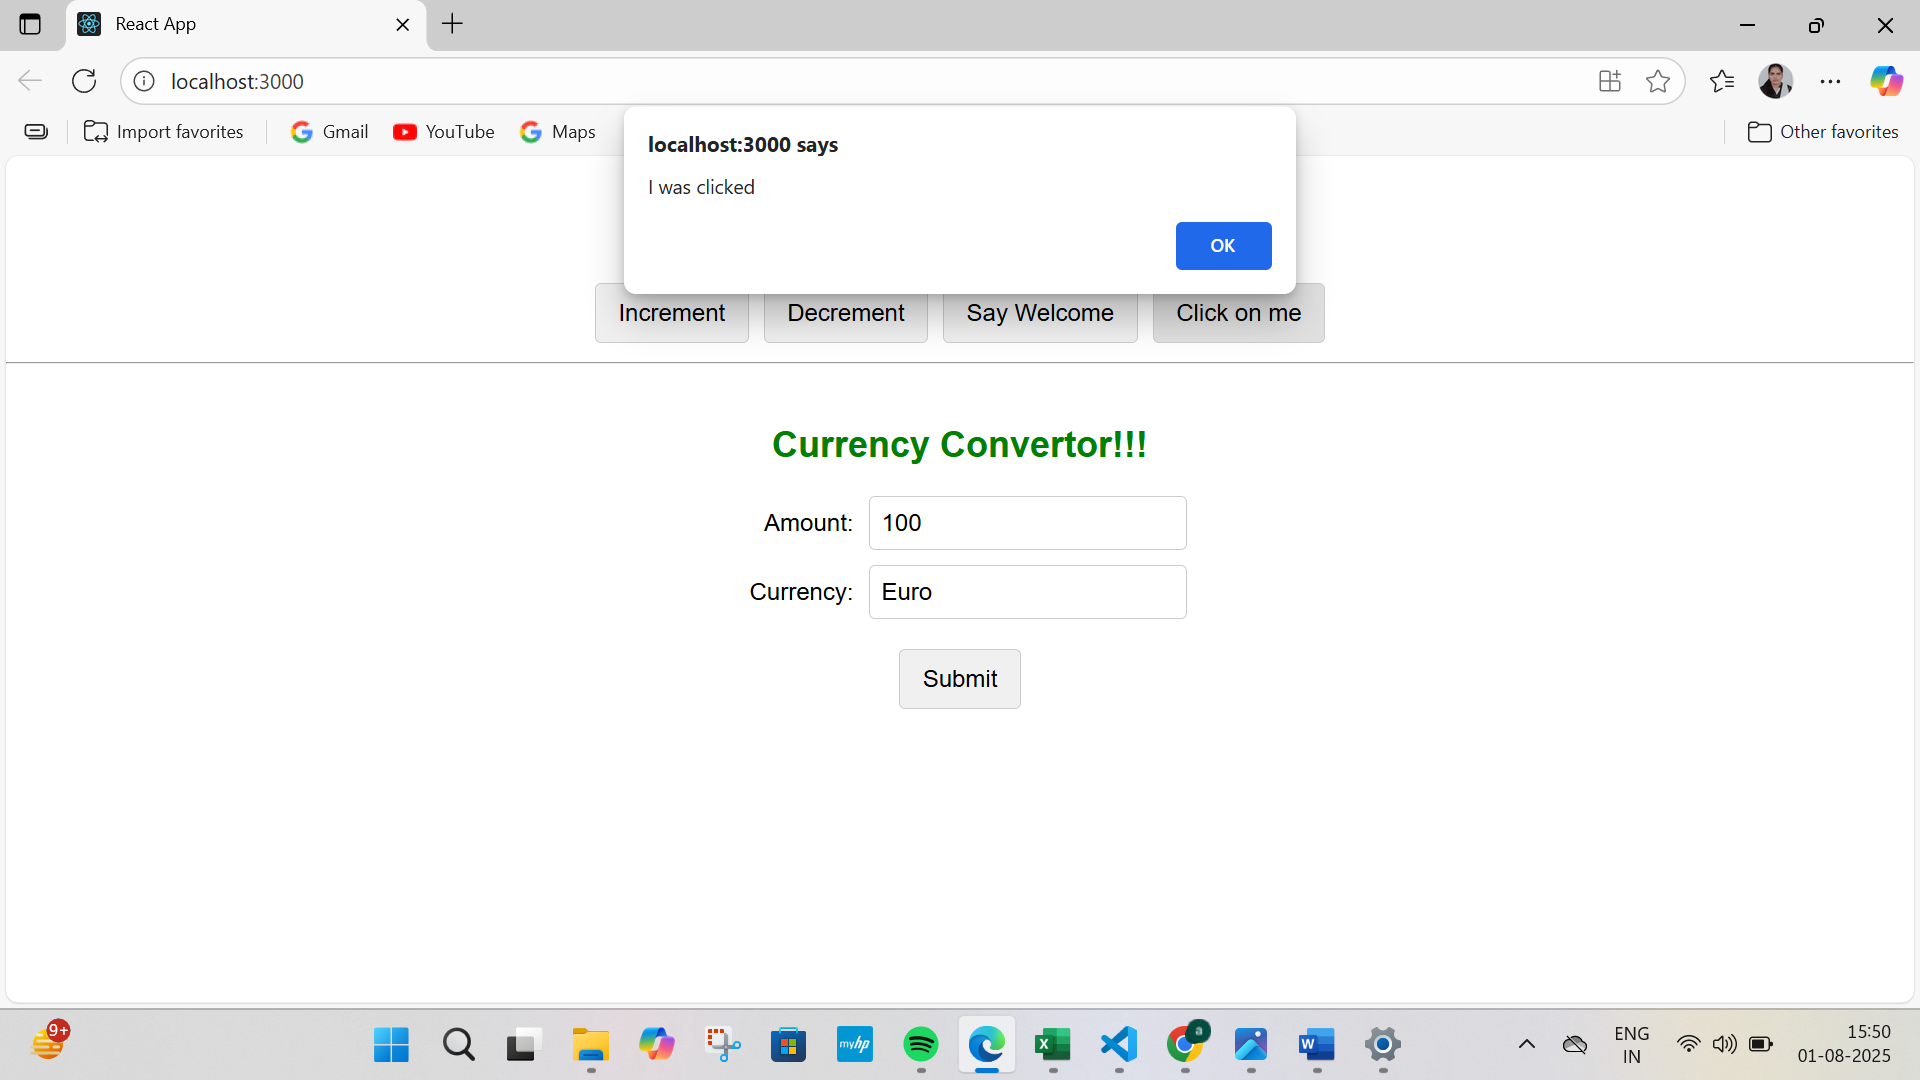 React App
localhost:3000
Import favorites
Gmail
YouTube
Maps
Other favorites
localhost:3000 says
I was clicked
OK
Increment
Decrement
Say Welcome
Click on me
Currency Convertor!!!
Amount: 100
Currency: Euro
Submit
9+
myhp
X
a
W
ENG
IN
15:50
01-08-2025